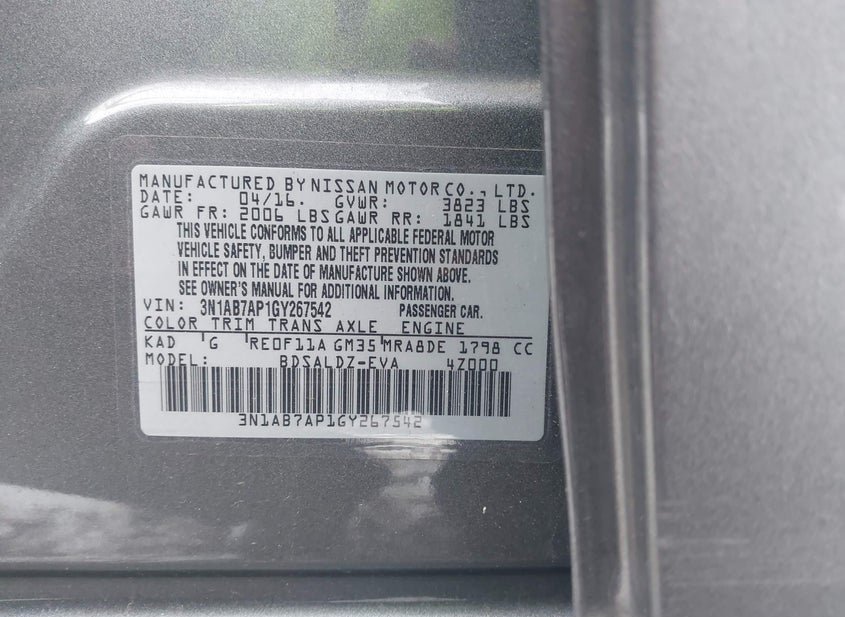 MANUFACTURED BY NISSAN MOTOR CO., LTD.
DATE: 04/16. GVWR: 3823 LBS
GAWR FR: 2006 LBS GAWR RR: 1841 LBS
THIS VEHICLE CONFORMS TO ALL APPLICABLE FEDERAL MOTOR
VEHICLE SAFETY, BUMPER AND THEFT PREVENTION STANDARDS
IN EFFECT ON THE DATE OF MANUFACTURE SHOWN ABOVE.
SEE OWNER'S MANUAL FOR ADDITIONAL INFORMATION.
VIN: 3N1AB7AP1GY267542 PASSENGER CAR.
COLOR TRIM TRANS AXLE ENGINE
KAD G RE0F11A GM35 MRA8DE 1798 CC
MODEL: BDSALDZ-EVA 4Z000
3N1AB7AP1GY267542